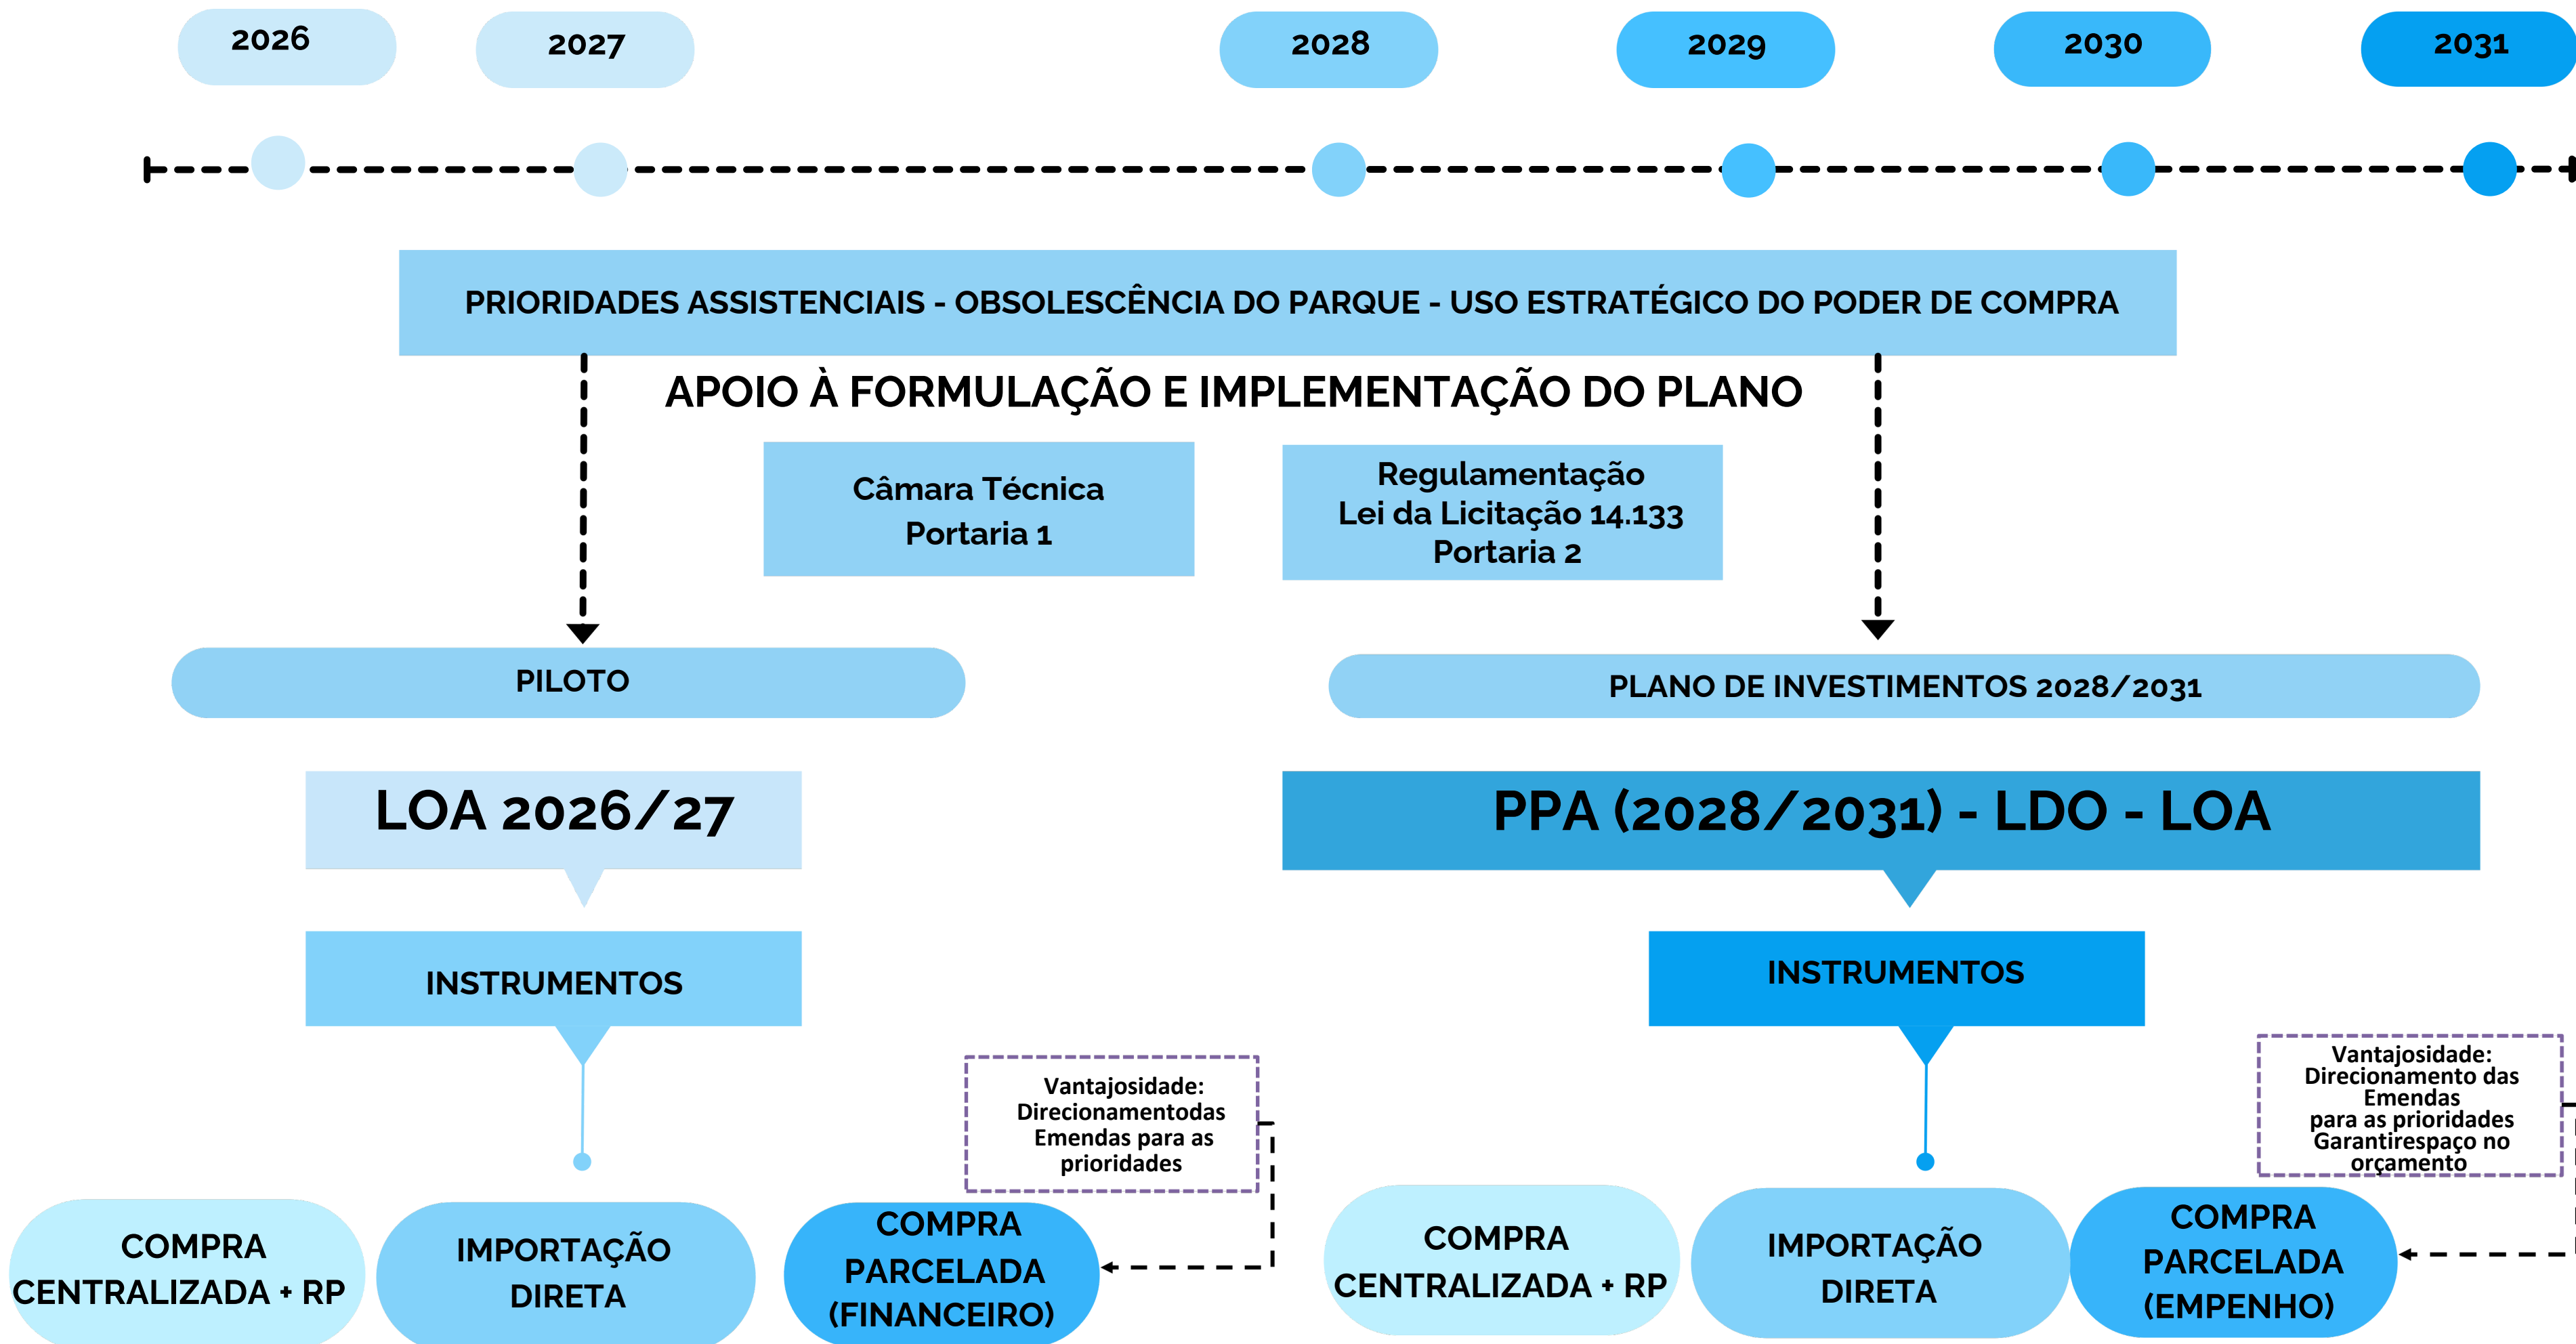 2026
2027
2028
2029
2030
2031
PRIORIDADES ASSISTENCIAIS - OBSOLESCÊNCIA DO PARQUE - USO ESTRATÉGICO DO PODER DE COMPRA
APOIO À FORMULAÇÃO E IMPLEMENTAÇÃO DO PLANO
Câmara Técnica
Portaria 1
Regulamentação
Lei da Licitação 14.133
Portaria 2
PILOTO
PLANO DE INVESTIMENTOS 2028/2031
LOA 2026/27
PPA (2028/2031) - LDO - LOA
INSTRUMENTOS
INSTRUMENTOS
Vantajosidade:
Direcionamentodas
Emendas para as
prioridades
Vantajosidade:
Direcionamento das
Emendas
para as prioridades
Garantirespaço no
orçamento
COMPRA
CENTRALIZADA + RP
IMPORTAÇÃO
DIRETA
COMPRA
PARCELADA
(FINANCEIRO)
COMPRA
CENTRALIZADA + RP
IMPORTAÇÃO
DIRETA
COMPRA
PARCELADA
(EMPENHO)